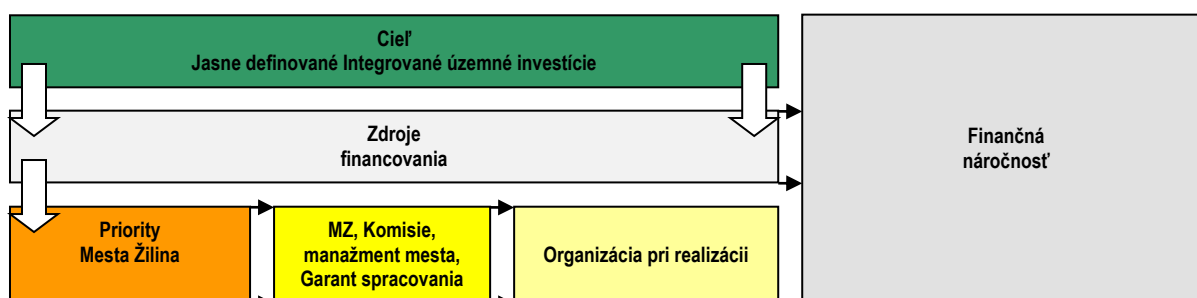 Cieľ
Jasne definované Integrované územné investície
Zdroje
financovania
Finančná
náročnosť
Priority
Mesta Žilina
MZ, Komisie,
manažment mesta,
Garant spracovania
Organizácia pri realizácii